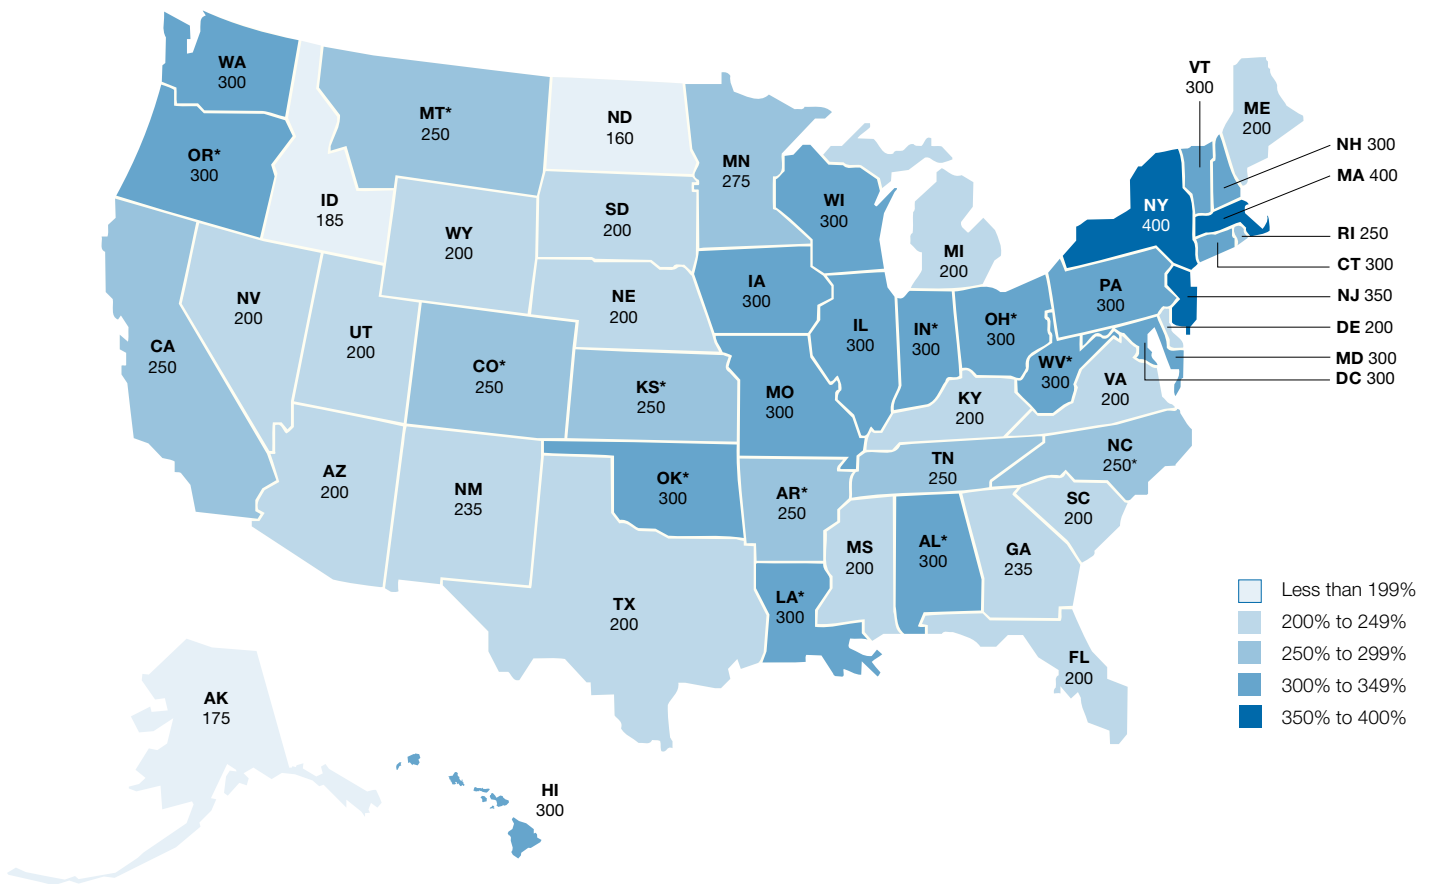 WA
300
OR*
300
MT*
250
ID
185
ND
160
MN
275
WI
300
SD
200
WY
200
NV
200
UT
200
CA
250
CO*
250
NE
200
IA
300
KS*
250
MO
300
IL
300
IN*
300
OH*
300
MI
200
PA
300
NY
400
VT
300
ME
200
NH 300
MA 400
RI 250
CT 300
NJ 350
DE 200
MD 300
DC 300
WV*
300
VA
200
KY
200
NC
250*
TN
250
SC
200
AZ
200
NM
235
OK*
300
AR*
250
MS
200
AL*
300
GA
235
LA*
300
TX
200
FL
200
AK
175
HI
300
Less than 199%
200% to 249%
250% to 299%
300% to 349%
350% to 400%